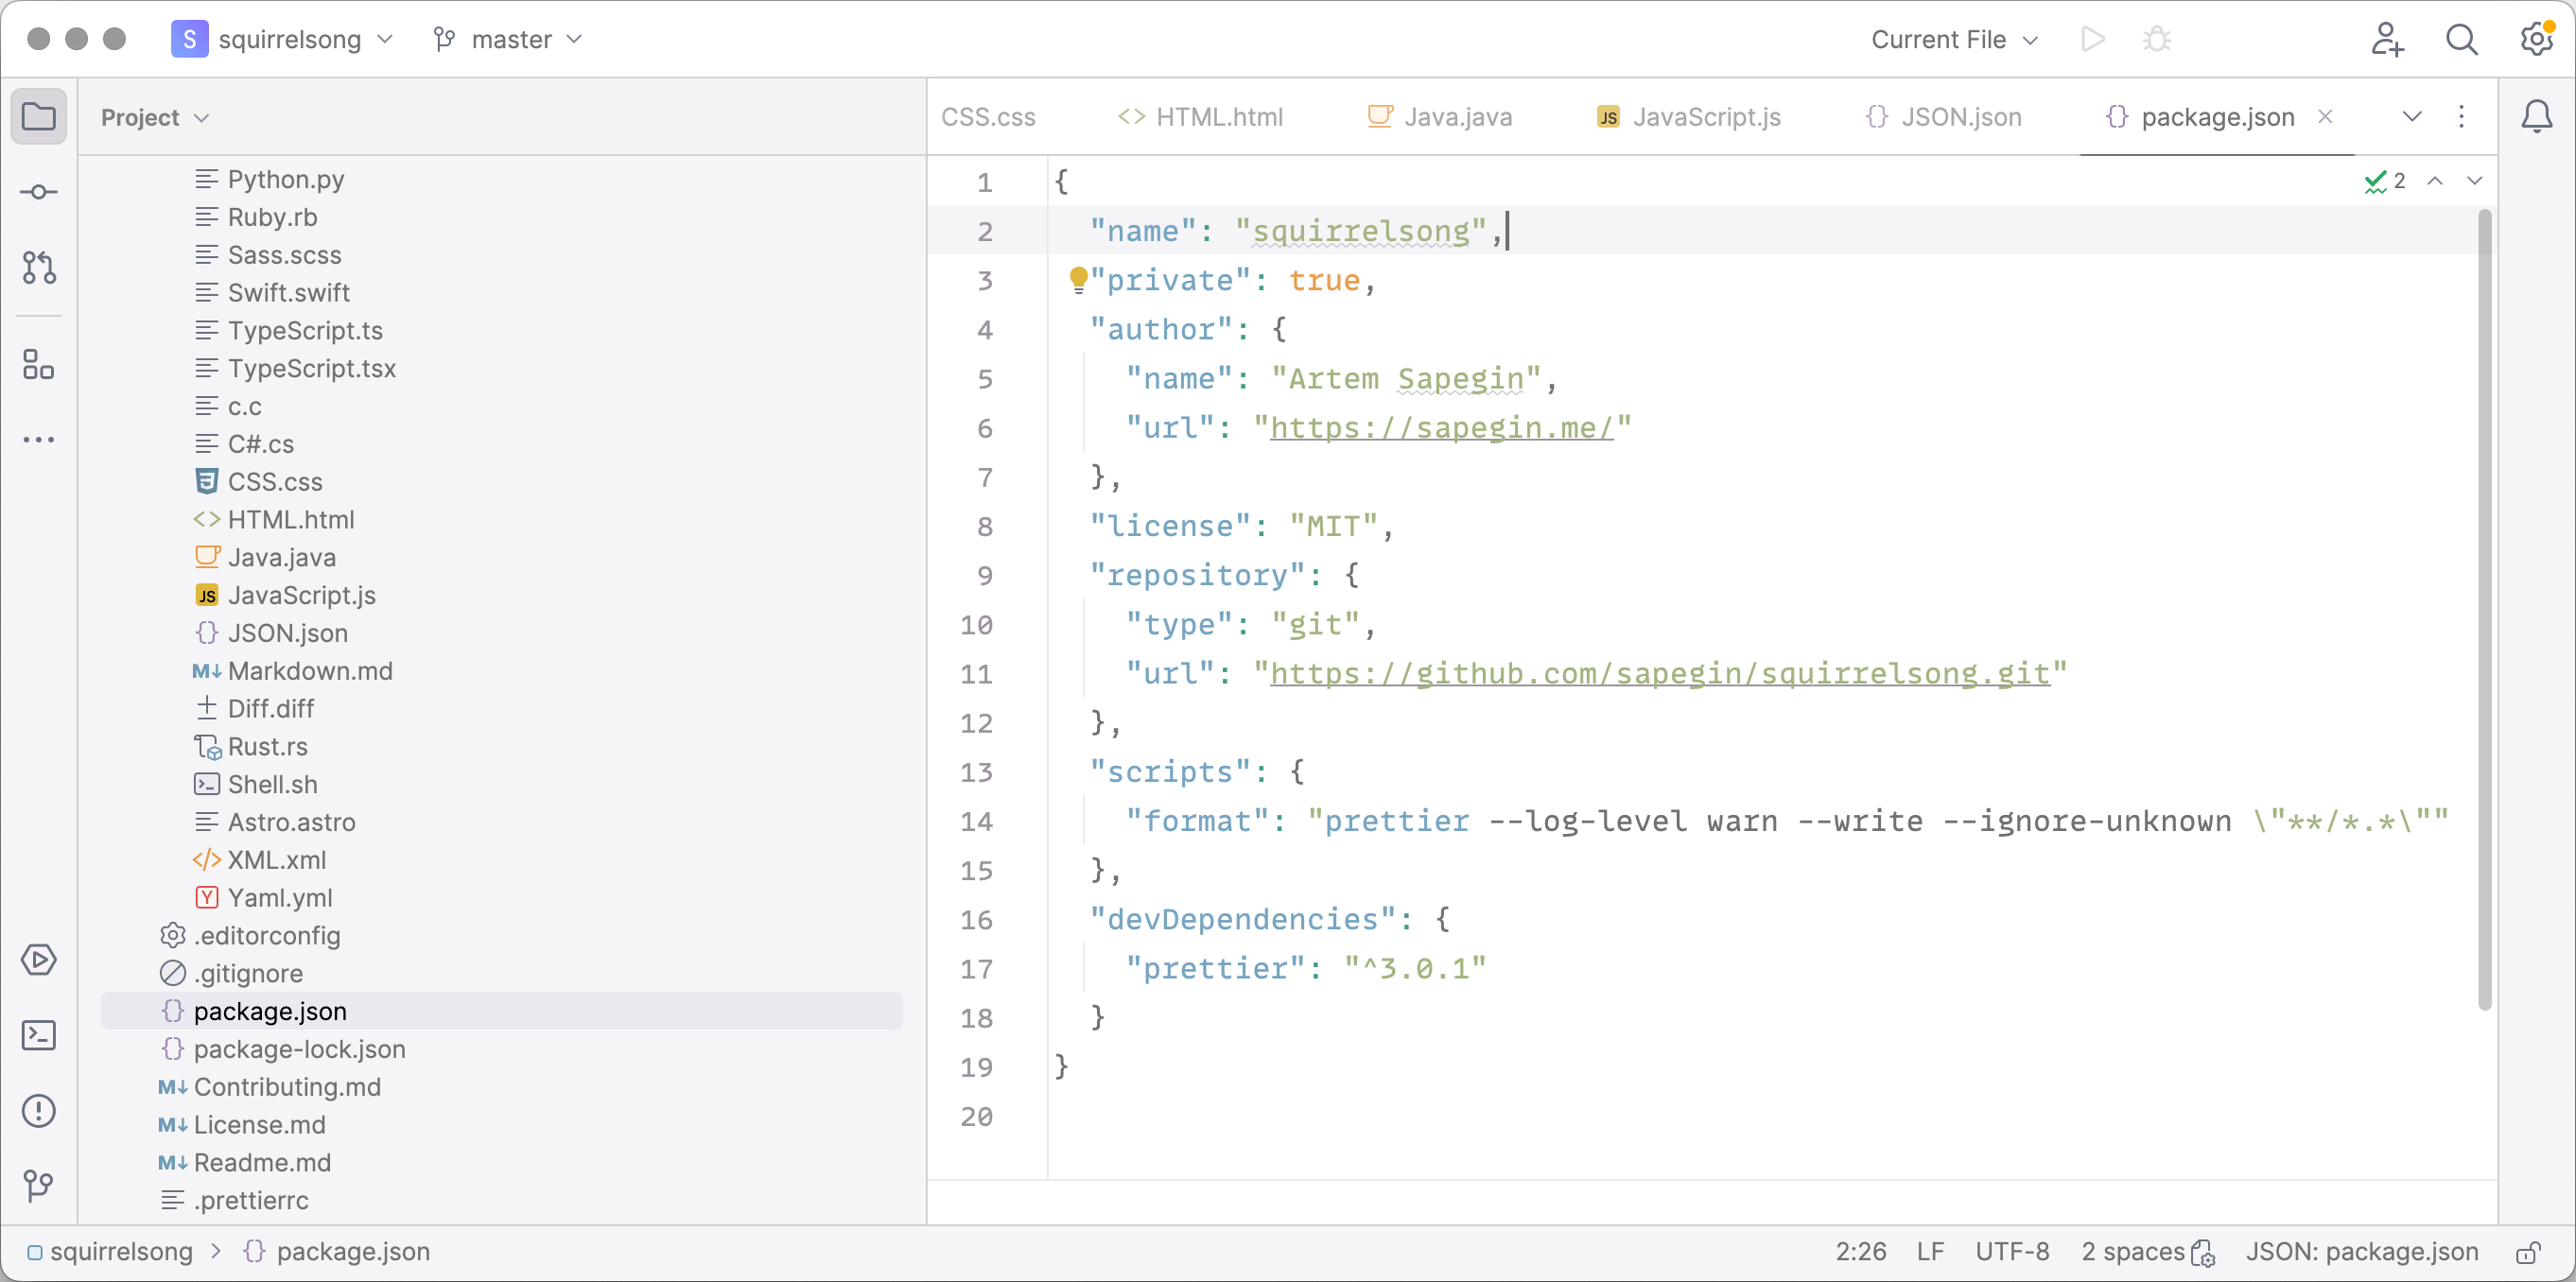 S squirrelsong master Current File
Project
CSS.css HTML.html Java.java JS JavaScript.js JSON.json package.json
Python.py
Ruby.rb
Sass.scss
Swift.swift
TypeScript.ts
TypeScript.tsx
c.c
C#.cs
CSS.css
HTML.html
Java.java
JS JavaScript.js
JSON.json
M↓ Markdown.md
Diff.diff
Rust.rs
Shell.sh
Astro.astro
XML.xml
Y Yaml.yml
.editorconfig
.gitignore
package.json
package-lock.json
M↓ Contributing.md
M↓ License.md
M↓ Readme.md
.prettierrc
2
1 {
2 "name": "squirrelsong",
3 "private": true,
4 "author": {
5 "name": "Artem Sapegin",
6 "url": "https://sapegin.me/"
7 },
8 "license": "MIT",
9 "repository": {
10 "type": "git",
11 "url": "https://github.com/sapegin/squirrelsong.git"
12 },
13 "scripts": {
14 "format": "prettier --log-level warn --write --ignore-unknown \"**/*.*\""
15 },
16 "devDependencies": {
17 "prettier": "^3.0.1"
18 }
19 }
20
squirrelsong > {} package.json 2:26 LF UTF-8 2 spaces JSON: package.json